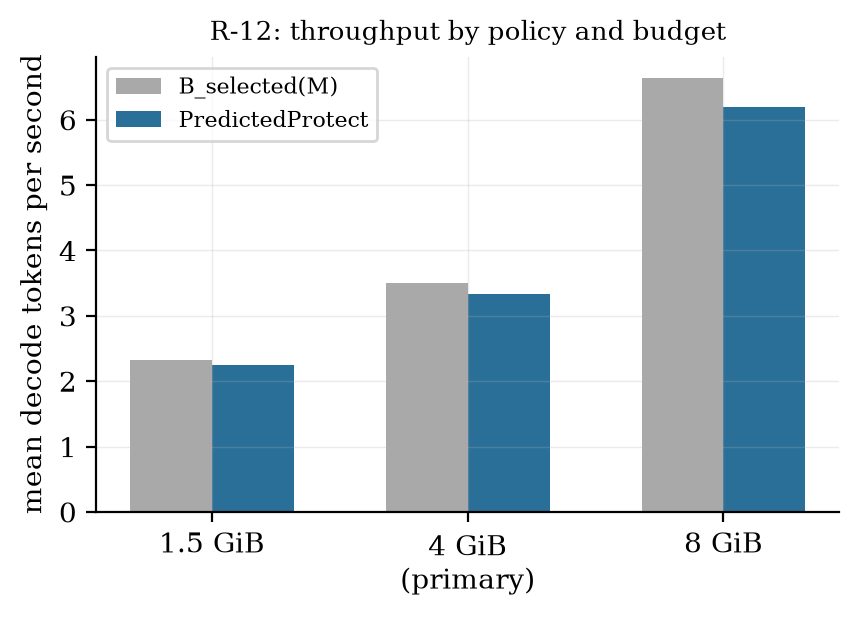 R-12: throughput by policy and budget
B_selected(M)
PredictedProtect
mean decode tokens per second
6
5
4
3
2
1
0
1.5 GiB
4 GiB
(primary)
8 GiB